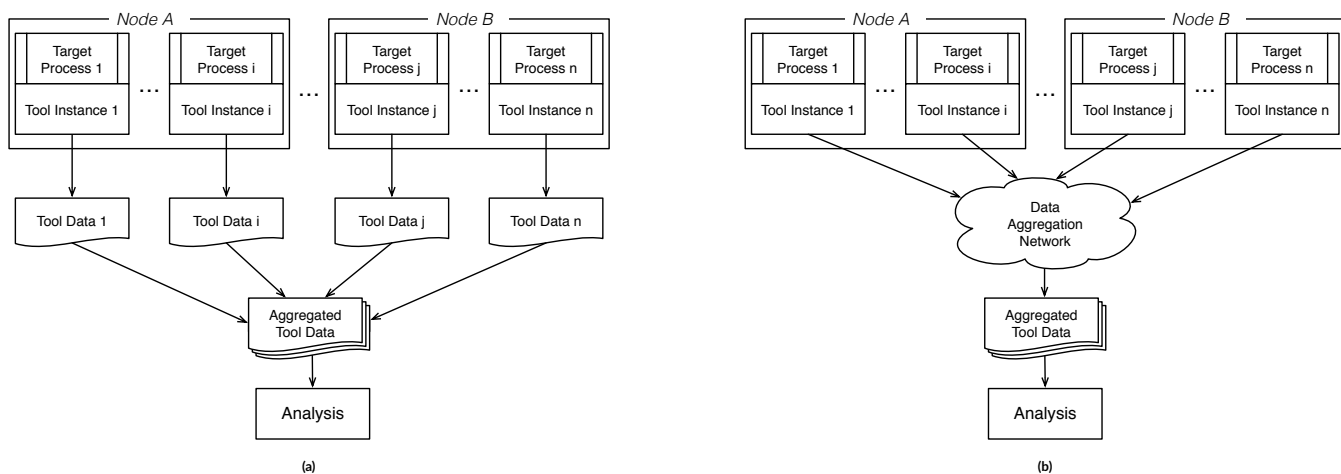 Node A
Node B
Target
Process 1
Target
Process i
Target
Process j
Target
Process n
...
...
...
Tool Instance 1
Tool Instance i
Tool Instance j
Tool Instance n
Tool Data 1
Tool Data i
Tool Data j
Tool Data n
Aggregated
Tool Data
Analysis
(a)
Node A
Node B
Target
Process 1
Target
Process i
Target
Process j
Target
Process n
...
...
...
Tool Instance 1
Tool Instance i
Tool Instance j
Tool Instance n
Data
Aggregation
Network
Aggregated
Tool Data
Analysis
(b)